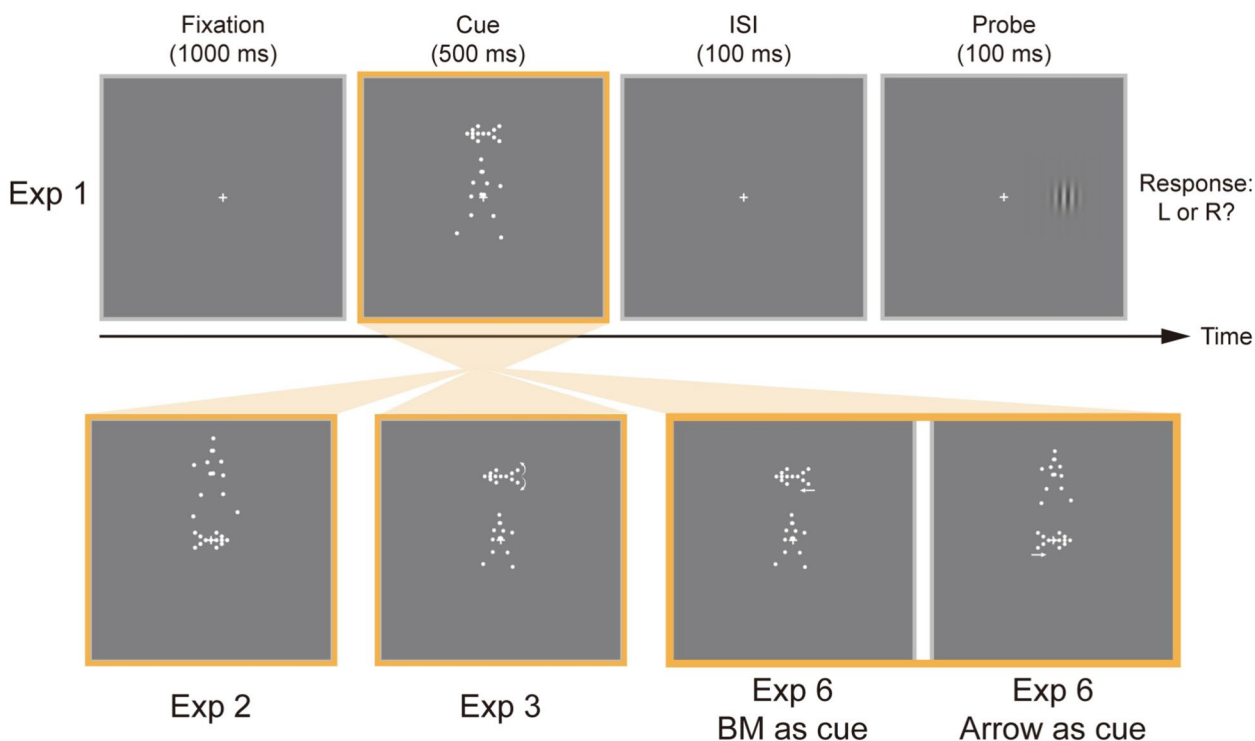 Fixation
(1000 ms)
Cue
(500 ms)
ISI
(100 ms)
Probe
(100 ms)
Exp 1
Response:
L or R?
Time
Exp 2
Exp 3
Exp 6
BM as cue
Exp 6
Arrow as cue